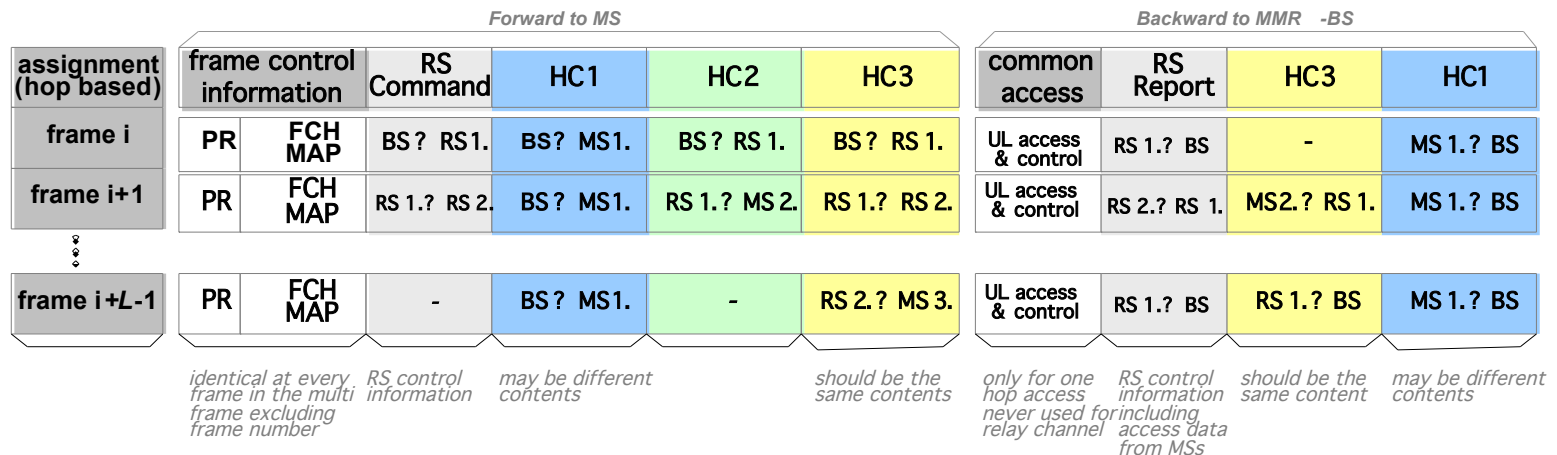 Forward to MS Backward to MMR -BS
assignment (hop based) frame control information RS Command HC1 HC2 HC3 common access RS Report HC3 HC1
frame i PR FCH MAP BS? RS1. BS? MS1. BS? RS 1. BS? RS 1. UL access & control RS 1.? BS - MS 1.? BS
frame i+1 PR FCH MAP RS 1.? RS 2. BS? MS1. RS 1.? MS 2. RS 1.? RS 2. UL access & control RS 2.? RS 1. MS2.? RS 1. MS 1.? BS
frame i+L-1 PR FCH MAP - BS? MS1. - RS 2.? MS 3. UL access & control RS 1.? BS RS 1.? BS MS 1.? BS
identical at every frame in the multi frame excluding frame number
RS control information
may be different contents
should be the same contents
only for one hop access never used for relay channel
RS control information including access data from MSs
should be the same content
may be different contents